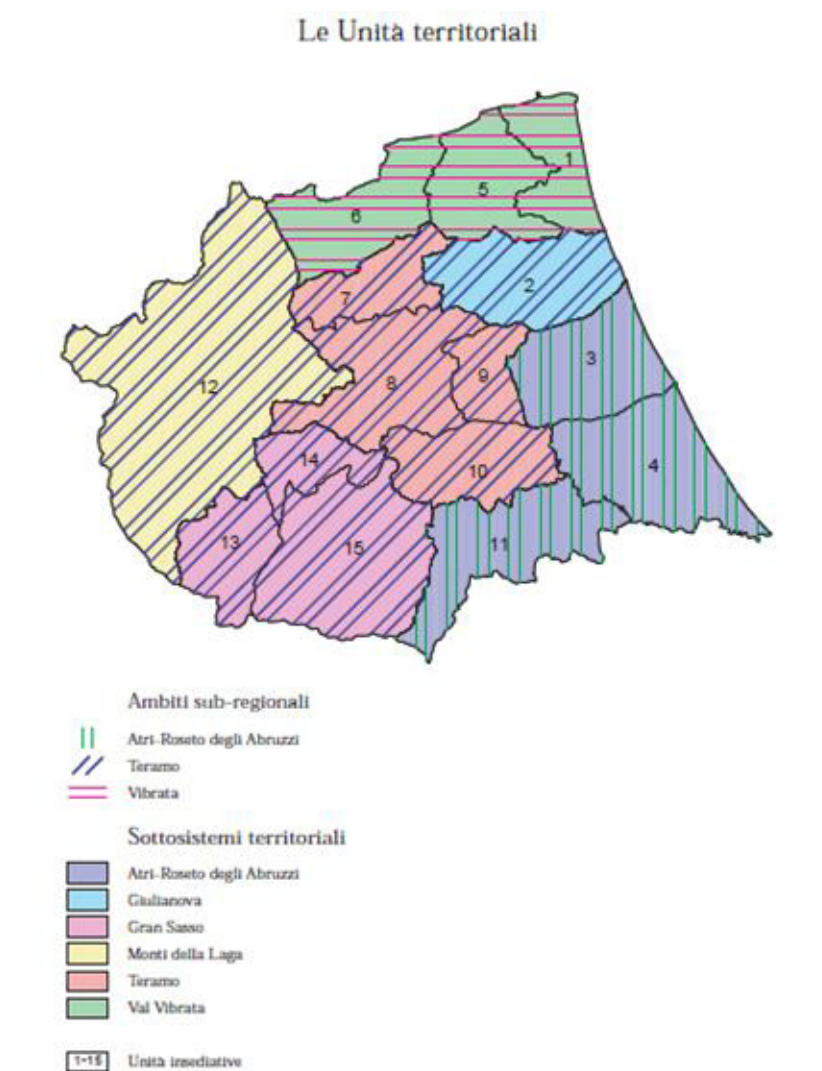 Le Unità territoriali
1
5
6
2
7
3
9
8
12
14
10
4
13
15
11
Ambiti sub-regionali
Atri-Roseto degli Abruzzi
Teramo
Vibrata
Sottosistemi territoriali
Atri-Roseto degli Abruzzi
Giulianova
Gran Sasso
Monti della Laga
Teramo
Val Vibrata
1-15 Unità insediative